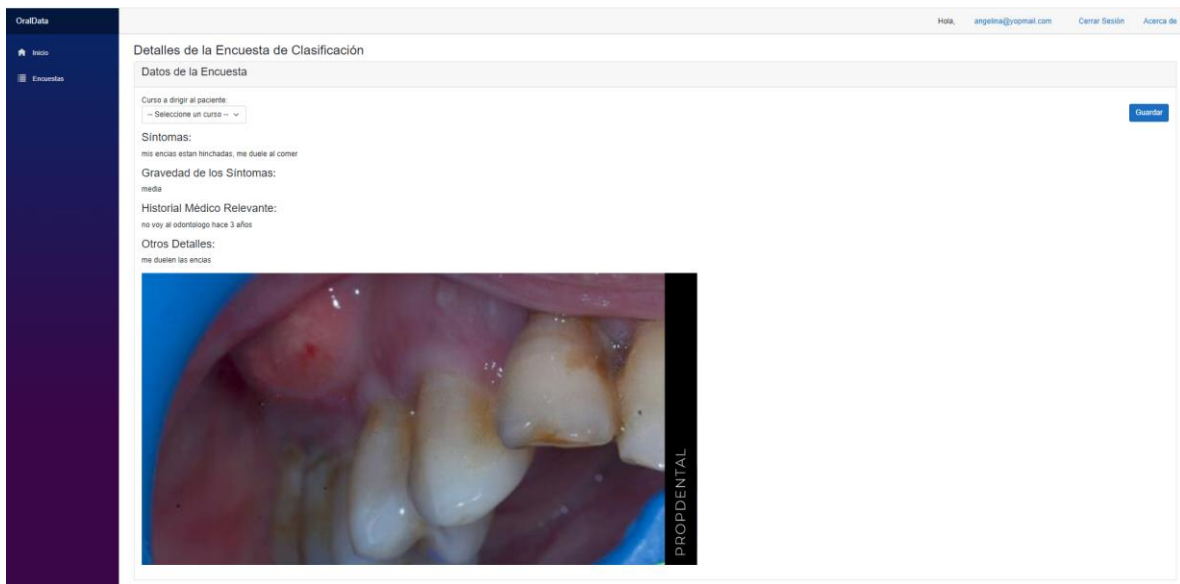 OralData
Hola, angelina@yopmail.com Cerrar Sesión Acerca de
Inicio
Encuestas
Detalles de la Encuesta de Clasificación
Datos de la Encuesta
Curso a dirigir al paciente:
-- Seleccione un curso --
Guardar
Síntomas:
mis encias estan hinchadas, me duele al comer
Gravedad de los Síntomas:
media
Historial Médico Relevante:
no voy al odontologo hace 3 años
Otros Detalles:
me duelen las encias
PROPDENTAL